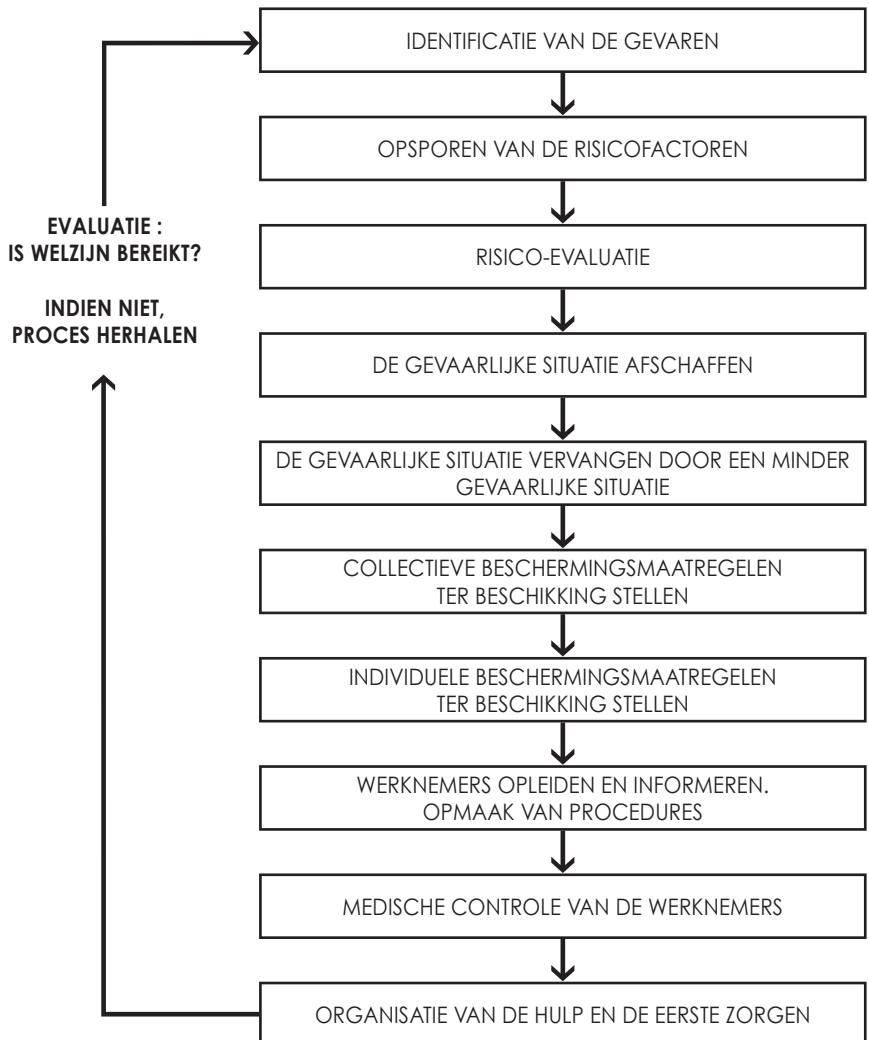 IDENTIFICATIE VAN DE GEVAREN
OPSPOREN VAN DE RISICOFACTOREN
EVALUATIE :
IS WELZIJN BEREIKT?
INDIEN NIET,
PROCES HERHALEN
RISICO-EVALUATIE
DE GEVAARLIJKE SITUATIE AFSCHAFFEN
DE GEVAARLIJKE SITUATIE VERVANGEN DOOR EEN MINDER
GEVAARLIJKE SITUATIE
COLLECTIEVE BESCHERMINGSMAATREGELEN
TER BESCHIKKING STELLEN
INDIVIDUELE BESCHERMINGSMAATREGELEN
TER BESCHIKKING STELLEN
WERKNEMERS OPLEIDEN EN INFORMEREN.
OPMAAK VAN PROCEDURES
MEDISCHE CONTROLE VAN DE WERKNEMERS
ORGANISATIE VAN DE HULP EN DE EERSTE ZORGEN